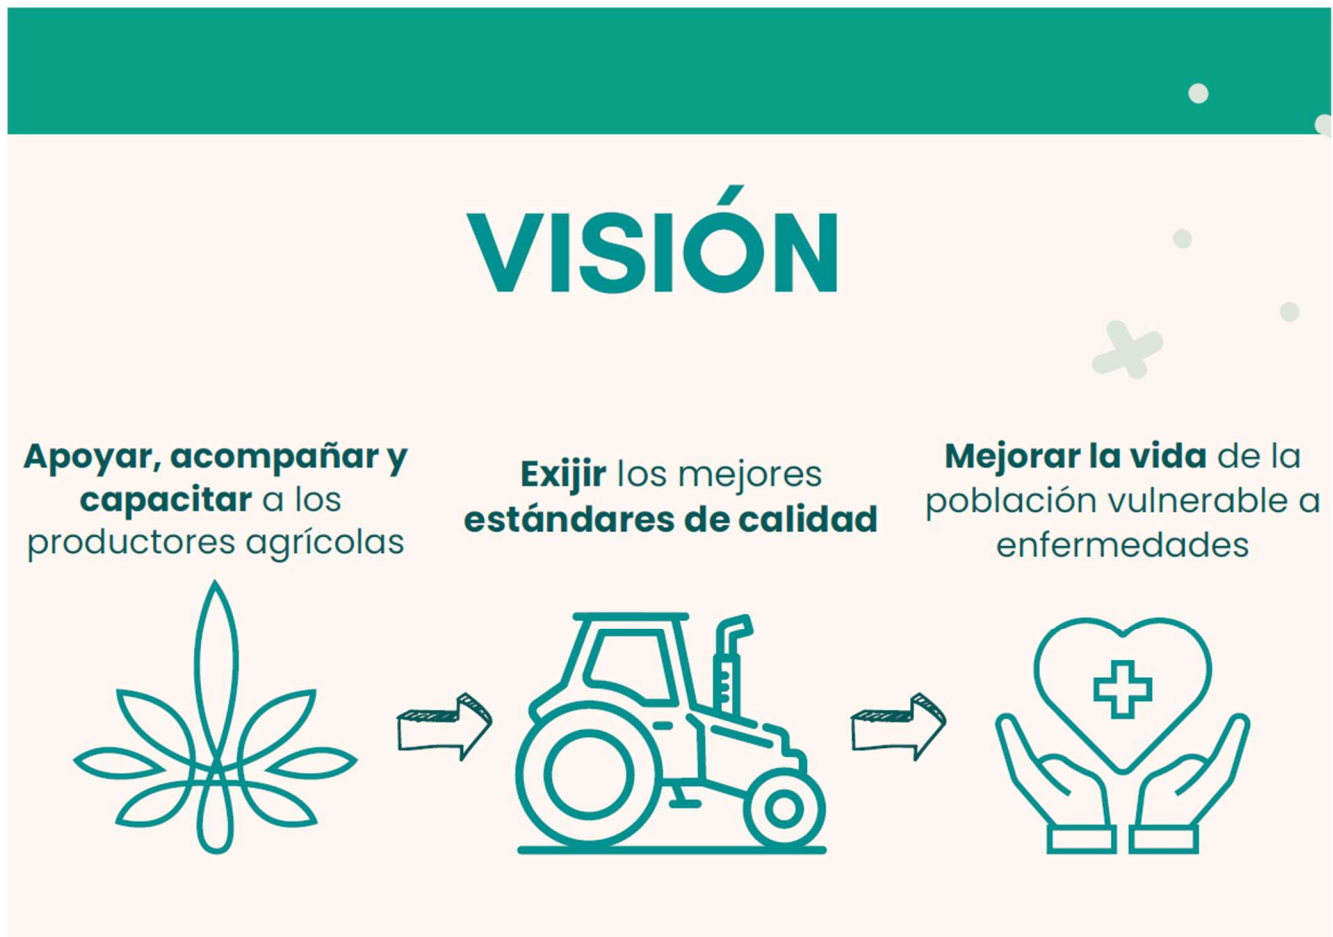 VISIÓN
Apoyar, acompañar y
capacitar a los
productores agrícolas
Exijir los mejores
estándares de calidad
Mejorar la vida de la
población vulnerable a
enfermedades